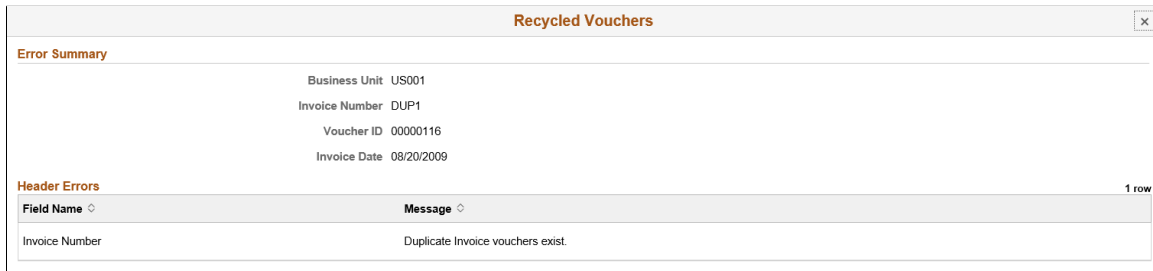 Recycled Vouchers
Error Summary
Business Unit US001
Invoice Number DUP1
Voucher ID 00000116
Invoice Date 08/20/2009
Header Errors 1 row
Field Name Message
Invoice Number Duplicate Invoice vouchers exist.